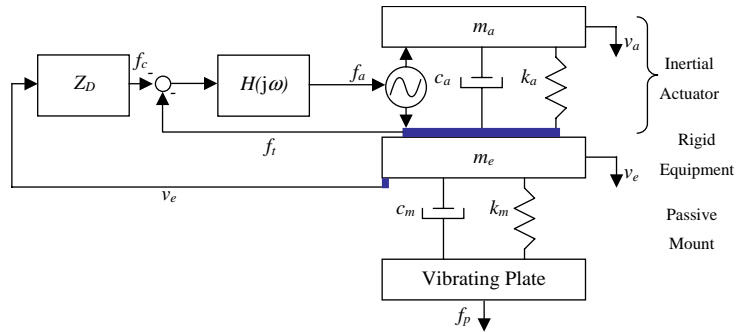 m_a
v_a
f_c
-
c_a
k_a
Z_D
-
H(jω)
f_a
Inertial
Actuator
f_t
Rigid
Equipment
m_e
v_e
v_e
c_m
k_m
Passive
Mount
Vibrating Plate
f_p